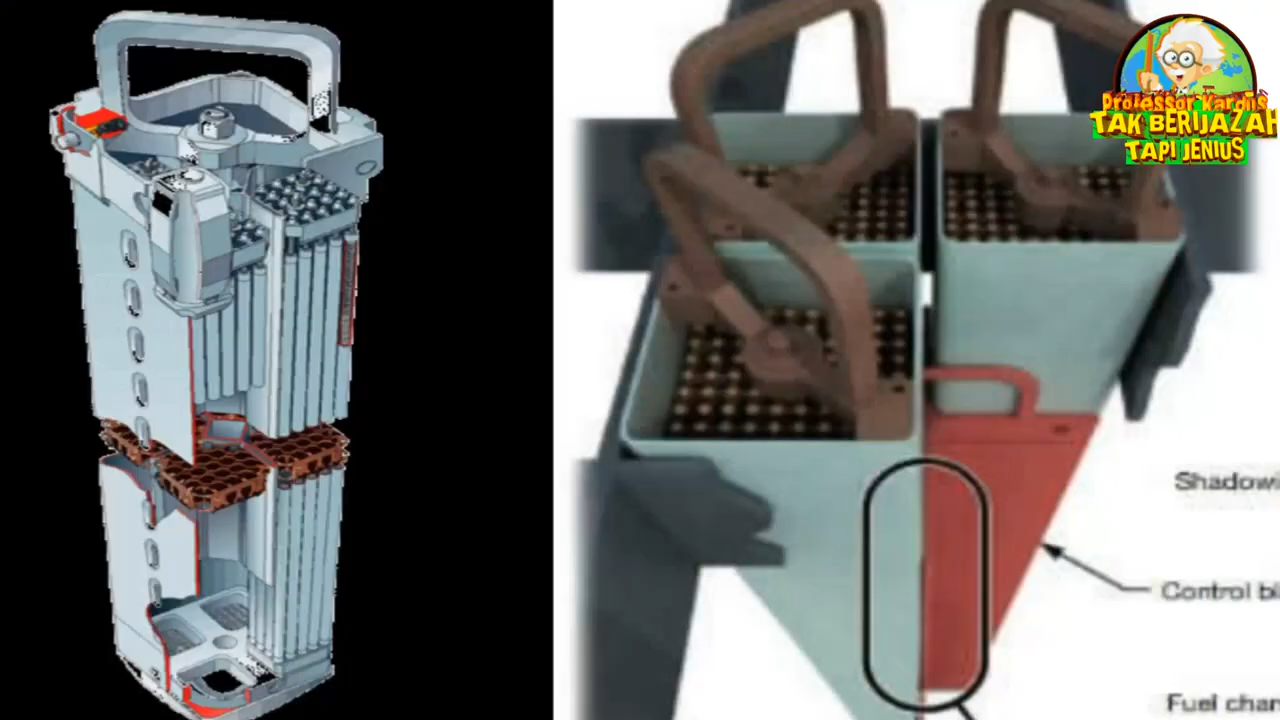 Professor Kardus
TAK BERIJAZAH
TAPI JENIUS
Shadowi
Control bl
Fuel chan